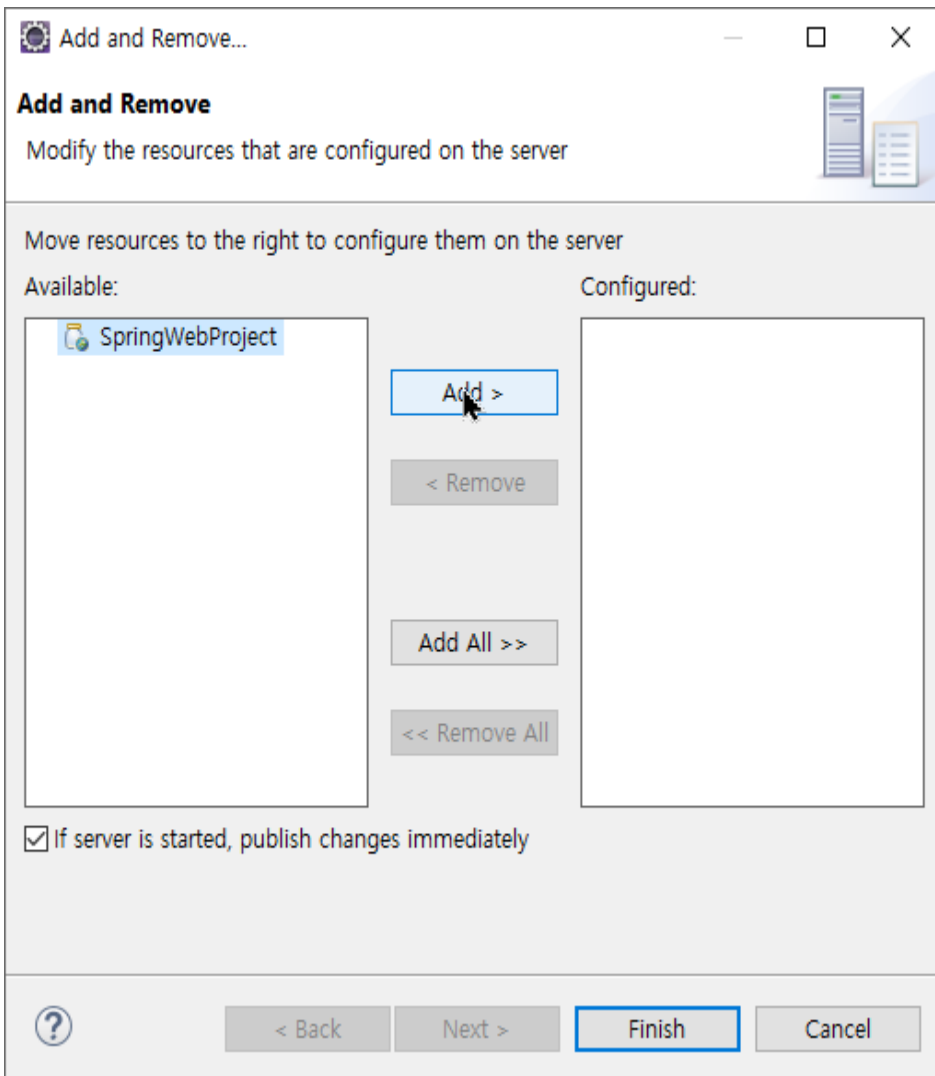 Add and Remove...
Add and Remove
Modify the resources that are configured on the server
Move resources to the right to configure them on the server
Available:
Configured:
SpringWebProject
Add >
< Remove
Add All >>
<< Remove All
If server is started, publish changes immediately
?
< Back
Next >
Finish
Cancel